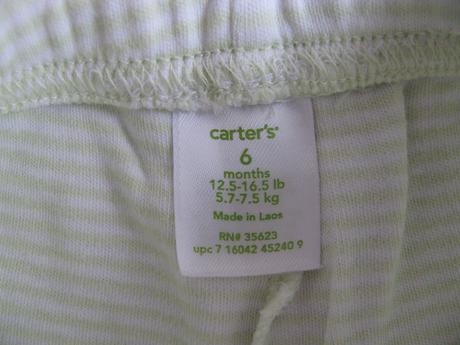 carter's®
6
months
12.5-16.5 lb
5.7-7.5 kg
Made in Laos
RN# 35623
upc 7 16042 45240 9